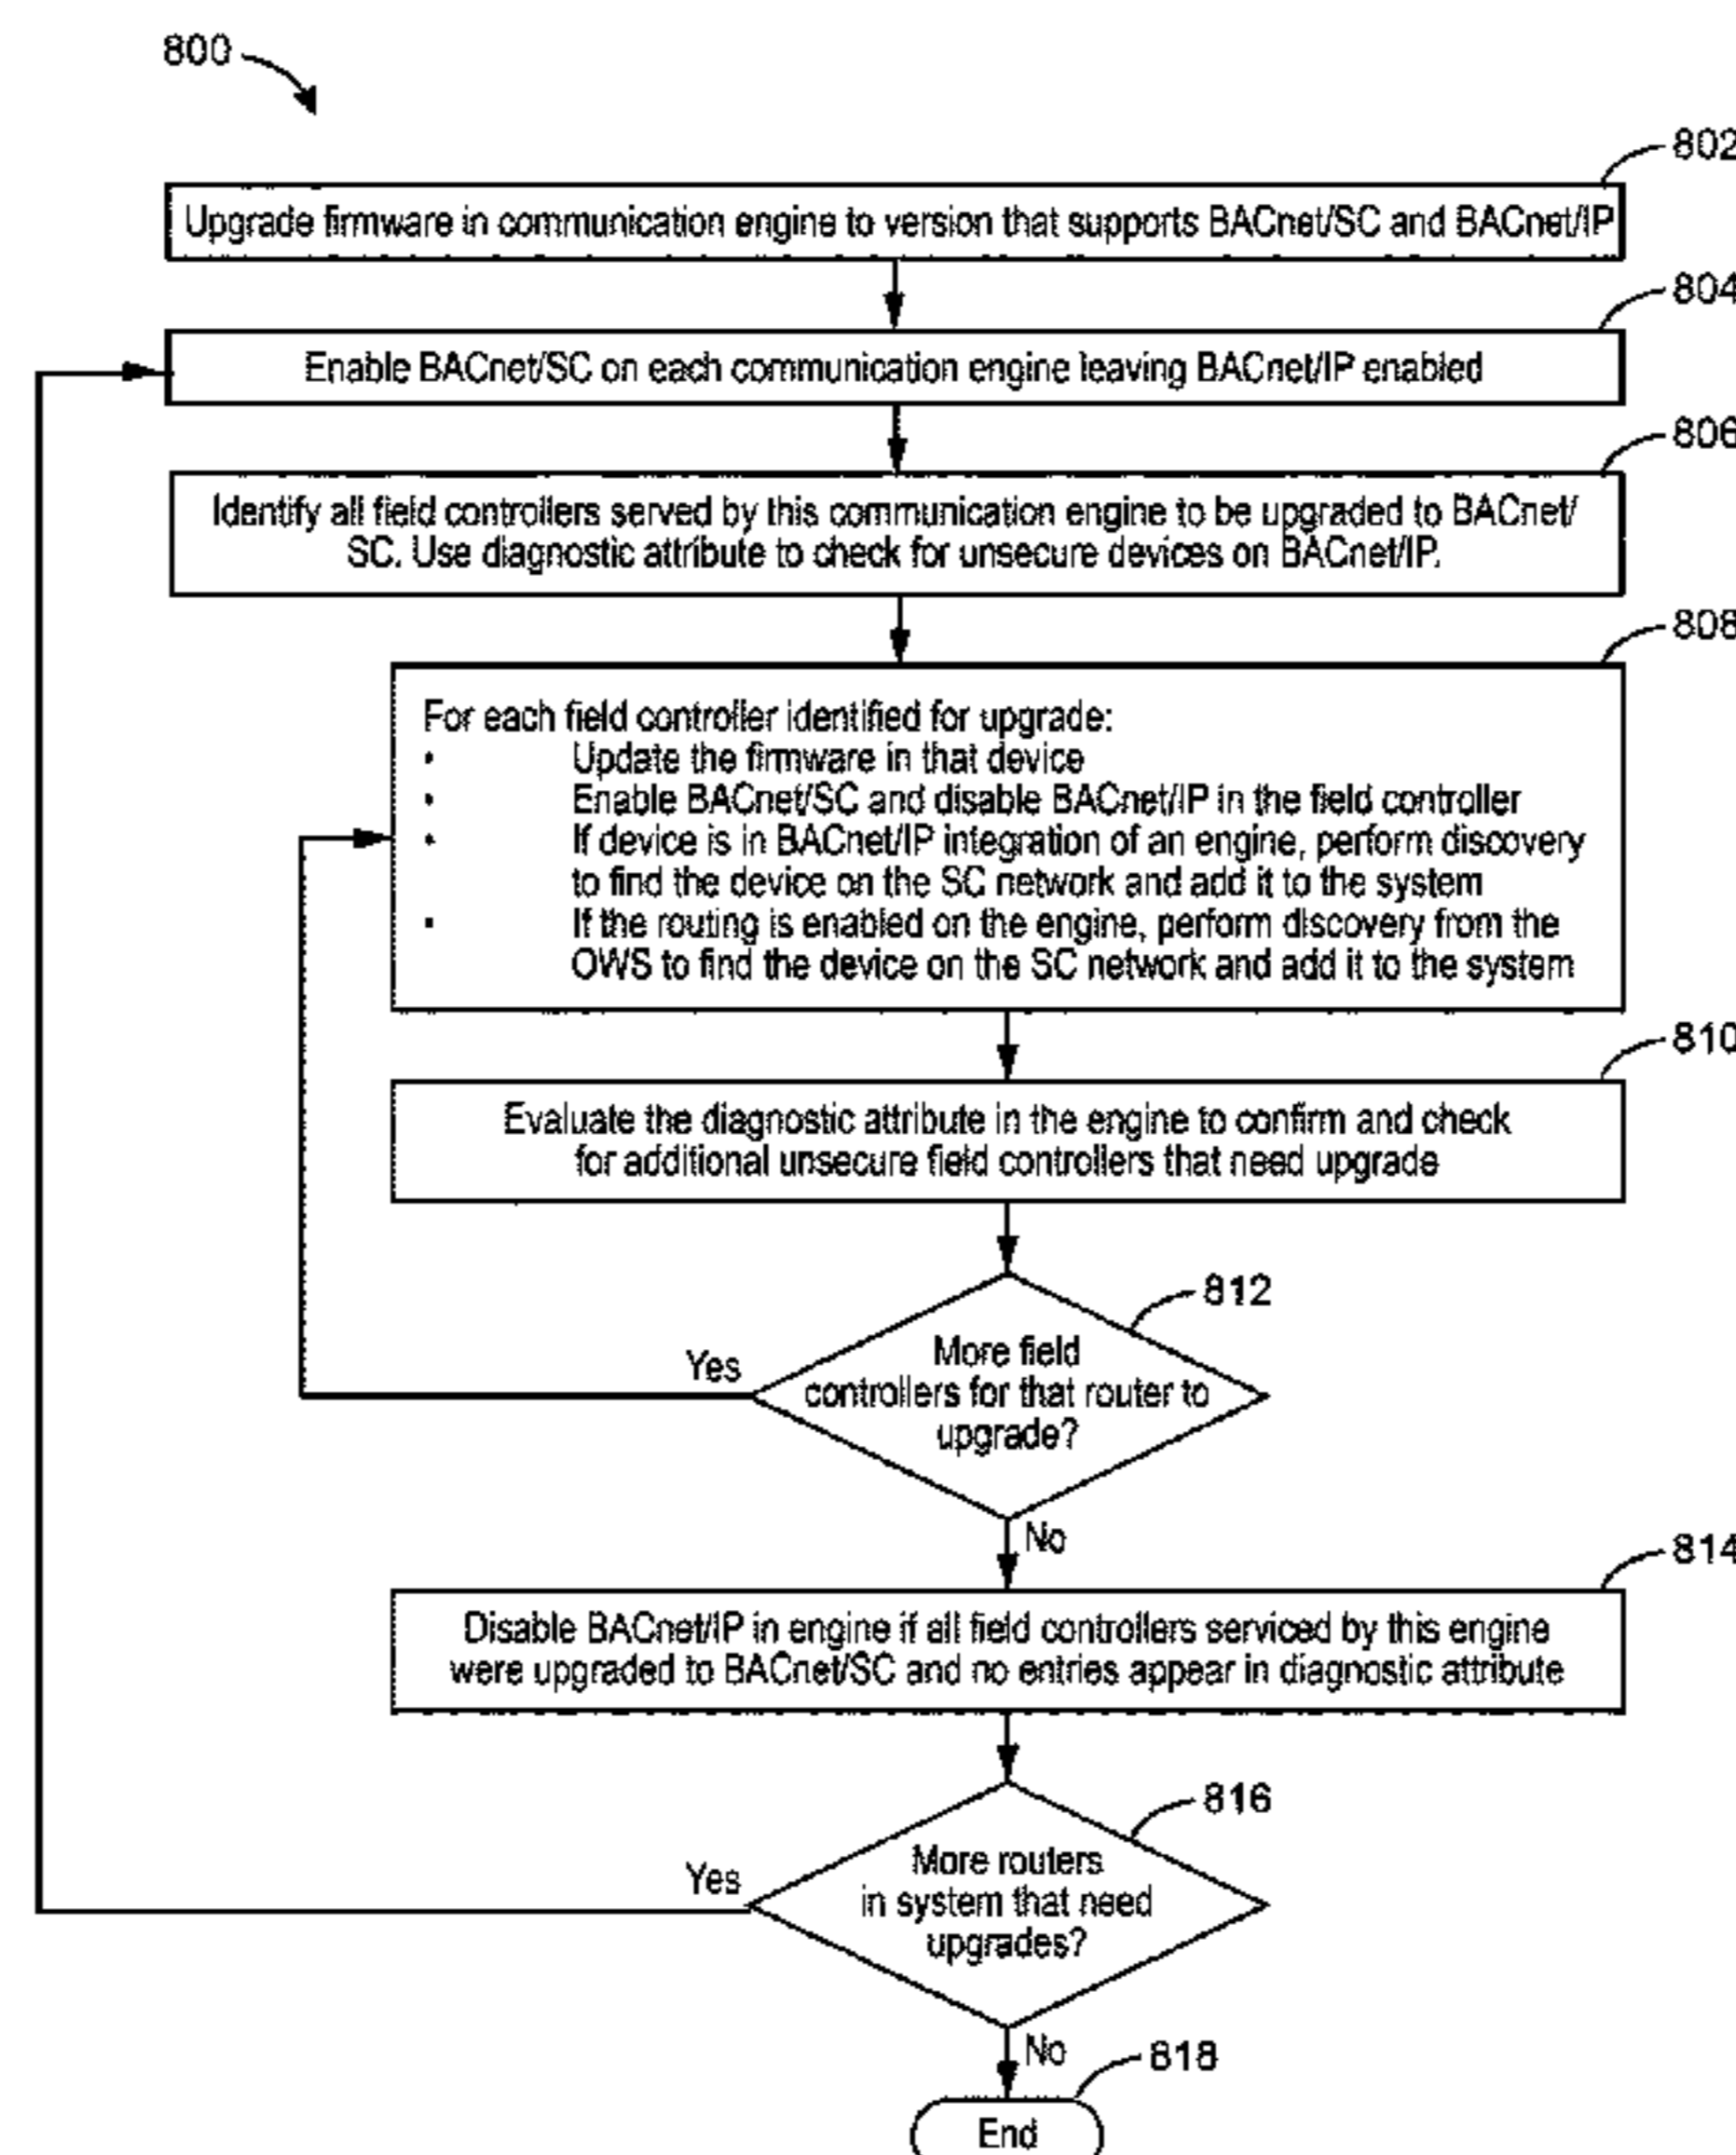 800
802
Upgrade firmware in communication engine to version that supports BACnet/SC and BACnet/IP
804
Enable BACnet/SC on each communication engine leaving BACnet/IP enabled
806
Identify all field controllers served by this communication engine to be upgraded to BACnet/
SC. Use diagnostic attribute to check for unsecure devices on BACnet/IP.
808
For each field controller identified for upgrade:
• Update the firmware in that device
• Enable BACnet/SC and disable BACnet/IP in the field controller
• If device is in BACnet/IP integration of an engine, perform discovery
to find the device on the SC network and add it to the system
• If the routing is enabled on the engine, perform discovery from the
OWS to find the device on the SC network and add it to the system
810
Evaluate the diagnostic attribute in the engine to confirm and check
for additional unsecure field controllers that need upgrade
812
More field
controllers for that router to
upgrade?
Yes
No
814
Disable BACnet/IP in engine if all field controllers serviced by this engine
were upgraded to BACnet/SC and no entries appear in diagnostic attribute
816
More routers
in system that need
upgrades?
Yes
No
818
End